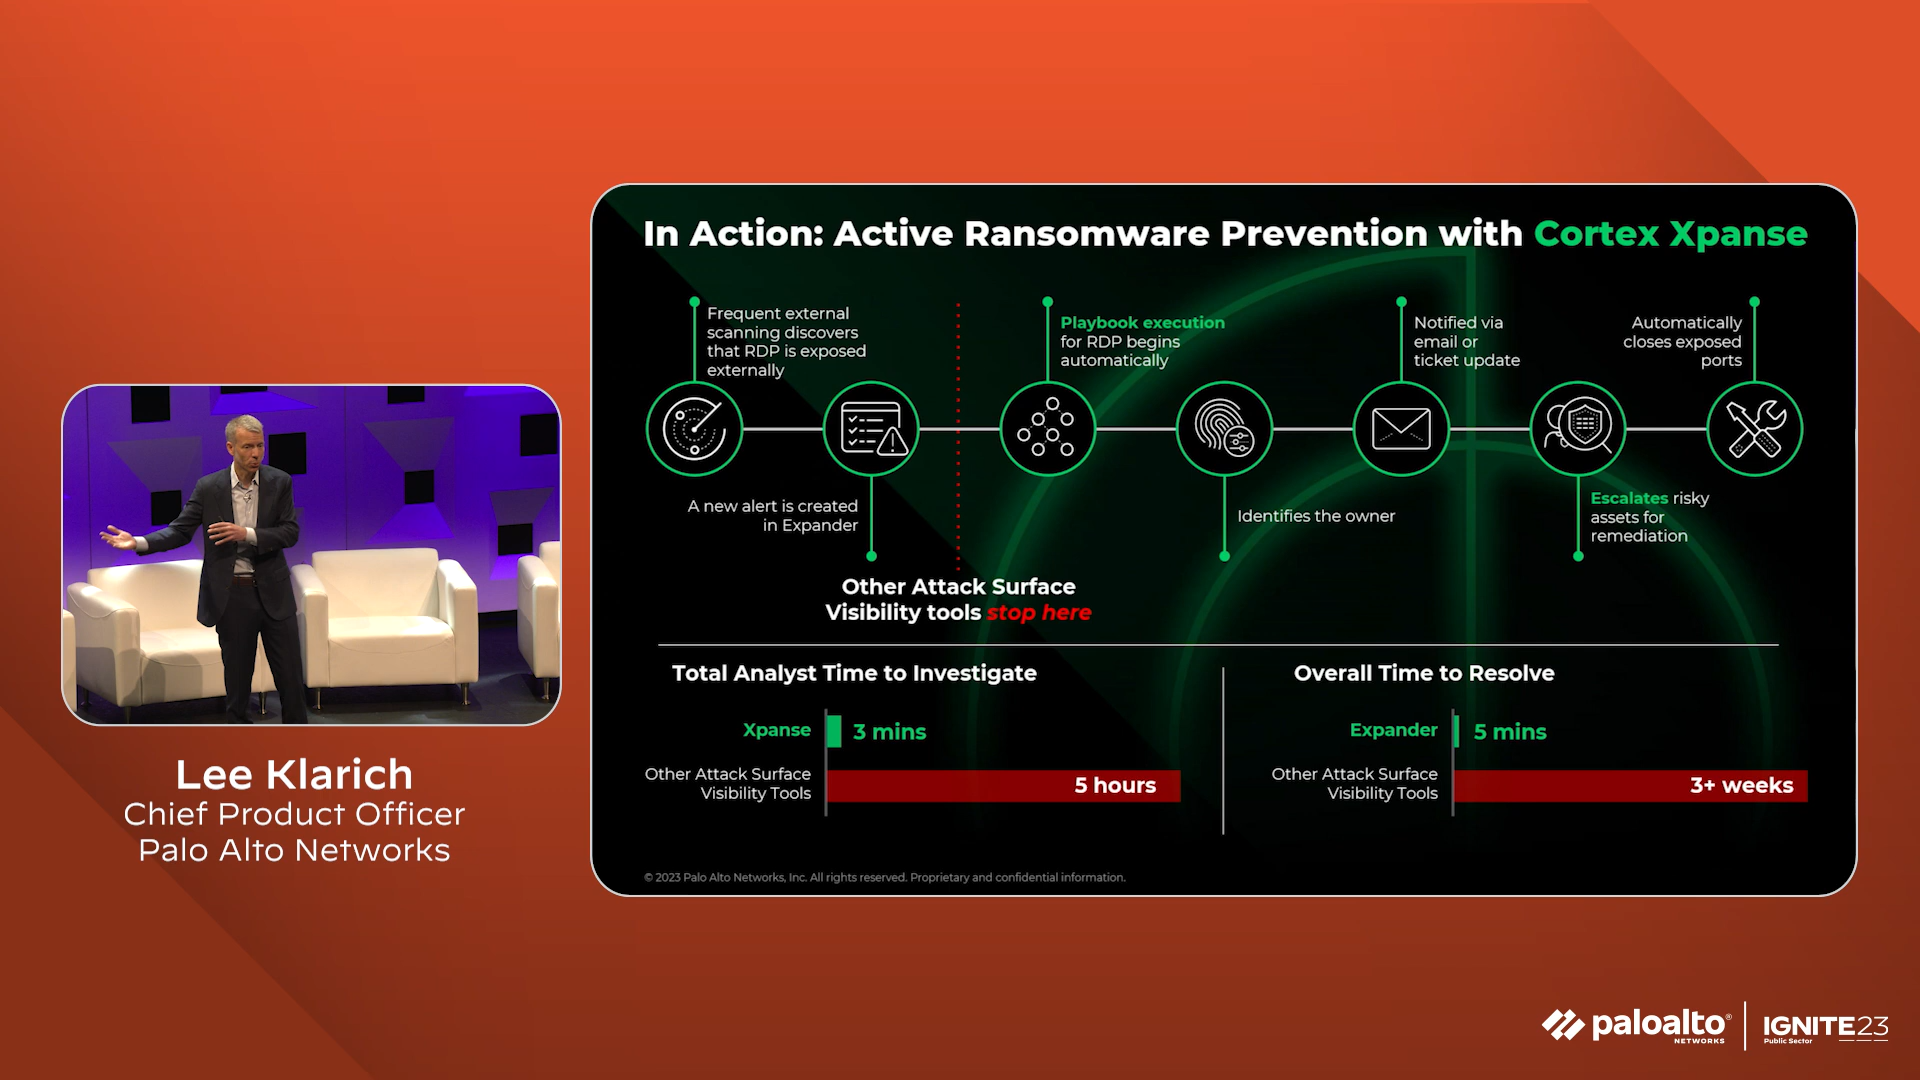 In Action: Active Ransomware Prevention with Cortex Xpanse
Frequent external
scanning discovers
that RDP is exposed
externally
A new alert is created
in Expander
Playbook execution
for RDP begins
automatically
Identifies the owner
Notified via
email or
ticket update
Escalates risky
assets for
remediation
Automatically
closes exposed
ports
Other Attack Surface
Visibility tools stop here
Total Analyst Time to Investigate
Xpanse
3 mins
Other Attack Surface
Visibility Tools
5 hours
Overall Time to Resolve
Expander
5 mins
Other Attack Surface
Visibility Tools
3+ weeks
© 2023 Palo Alto Networks, Inc. All rights reserved. Proprietary and confidential information.
Lee Klarich
Chief Product Officer
Palo Alto Networks
paloalto®
NETWORKS
IGNITE23
Public Sector